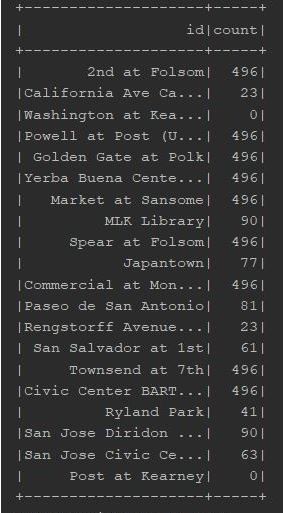 +--------------------+-----+
|                  id|count|
+--------------------+-----+
|       2nd at Folsom|  496|
|California Ave Ca...|   23|
|Washington at Kea...|    0|
|Powell at Post (U...|  496|
| Golden Gate at Polk|  496|
|Yerba Buena Cente...|  496|
|   Market at Sansome|  496|
|         MLK Library|   90|
|     Spear at Folsom|  496|
|           Japantown|   77|
|Commercial at Mon...|  496|
|Paseo de San Antonio|   81|
|Rengstorff Avenue...|   23|
| San Salvador at 1st|   61|
|     Townsend at 7th|  496|
|Civic Center BART...|  496|
|         Ryland Park|   41|
|San Jose Diridon ...|   90|
|San Jose Civic Ce...|   63|
|     Post at Kearney|    0|
+--------------------+-----+